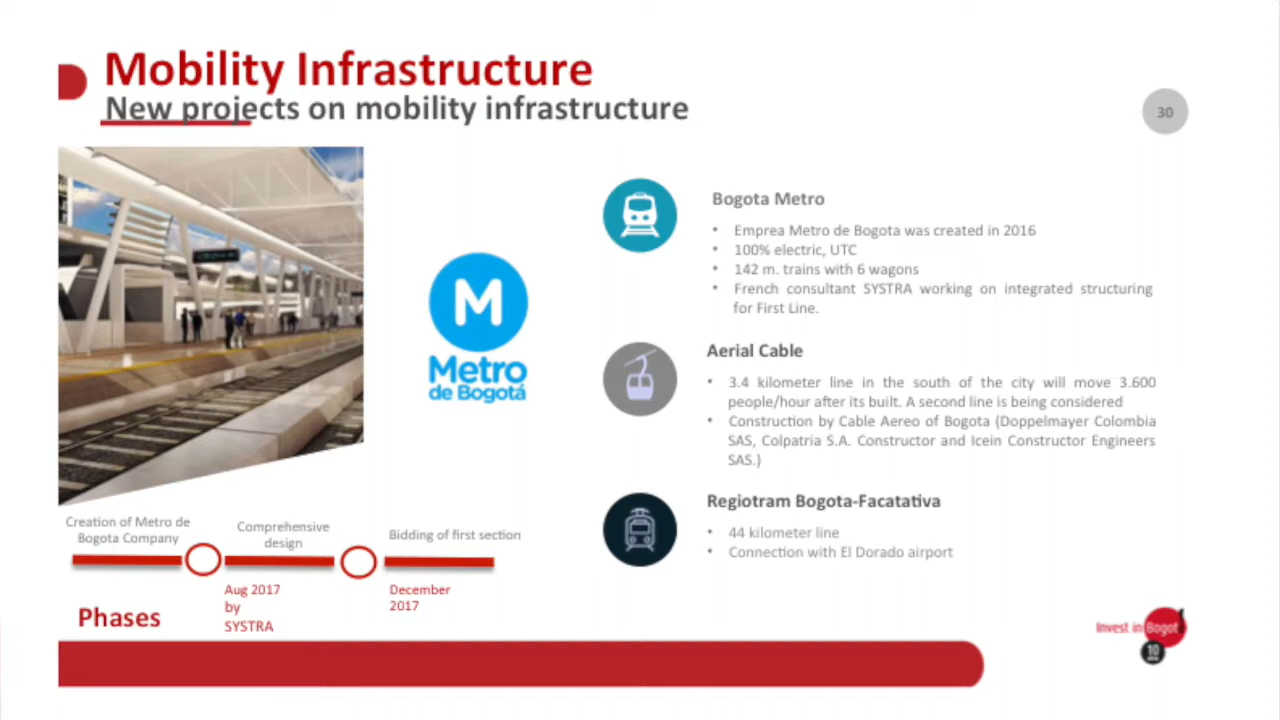 Mobility Infrastructure
New projects on mobility infrastructure
30
M
Metro
de Bogotá
Bogota Metro
• Emprea Metro de Bogota was created in 2016
• 100% electric, UTC
• 142 m. trains with 6 wagons
• French consultant SYSTRA working on integrated structuring
for First Line.
Aerial Cable
• 3.4 kilometer line in the south of the city will move 3.600
people/hour after its built. A second line is being considered
• Construction by Cable Aereo of Bogota (Doppelmayer Colombia
SAS, Colpatria S.A. Constructor and Icein Constructor Engineers
SAS.)
Regiotram Bogota-Facatativa
• 44 kilometer line
• Connection with El Dorado airport
Creation of Metro de
Bogota Company
Comprehensive
design
Bidding of first section
Aug 2017
by
SYSTRA
December
2017
Phases
Invest in Bogota
10